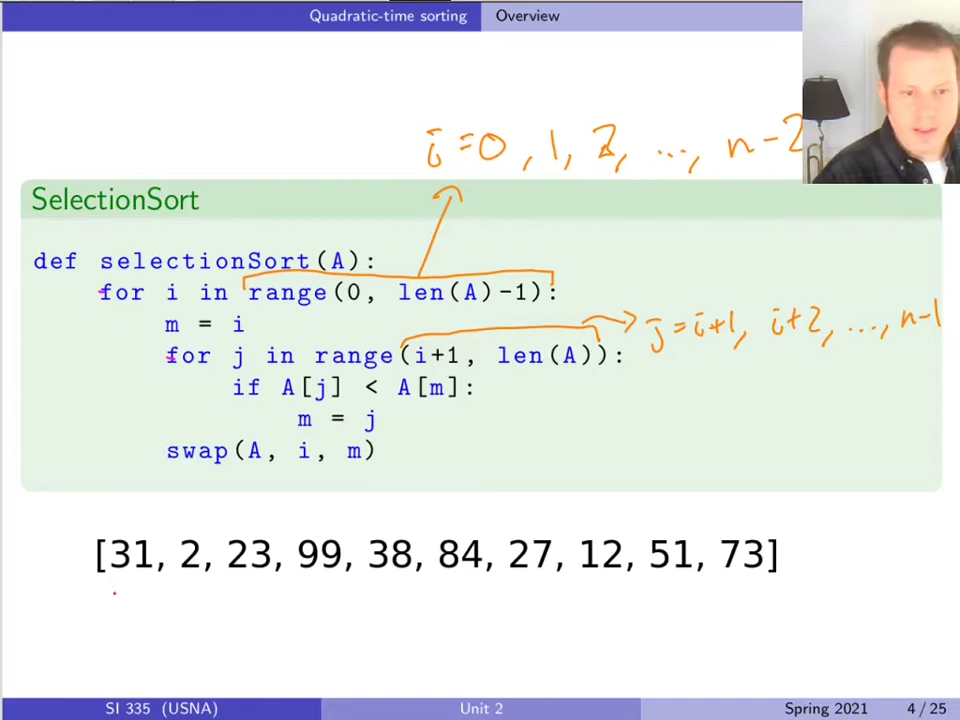 Quadratic-time sorting Overview
i=0, 1, 2, ..., n-2
SelectionSort
def selectionSort(A):
for i in range(0, len(A)-1):
m = i
j=i+1, i+2, ..., n-1
for j in range(i+1, len(A)):
if A[j] < A[m]:
m = j
swap(A, i, m)
[31, 2, 23, 99, 38, 84, 27, 12, 51, 73]
SI 335 (USNA) Unit 2 Spring 2021 4 / 25